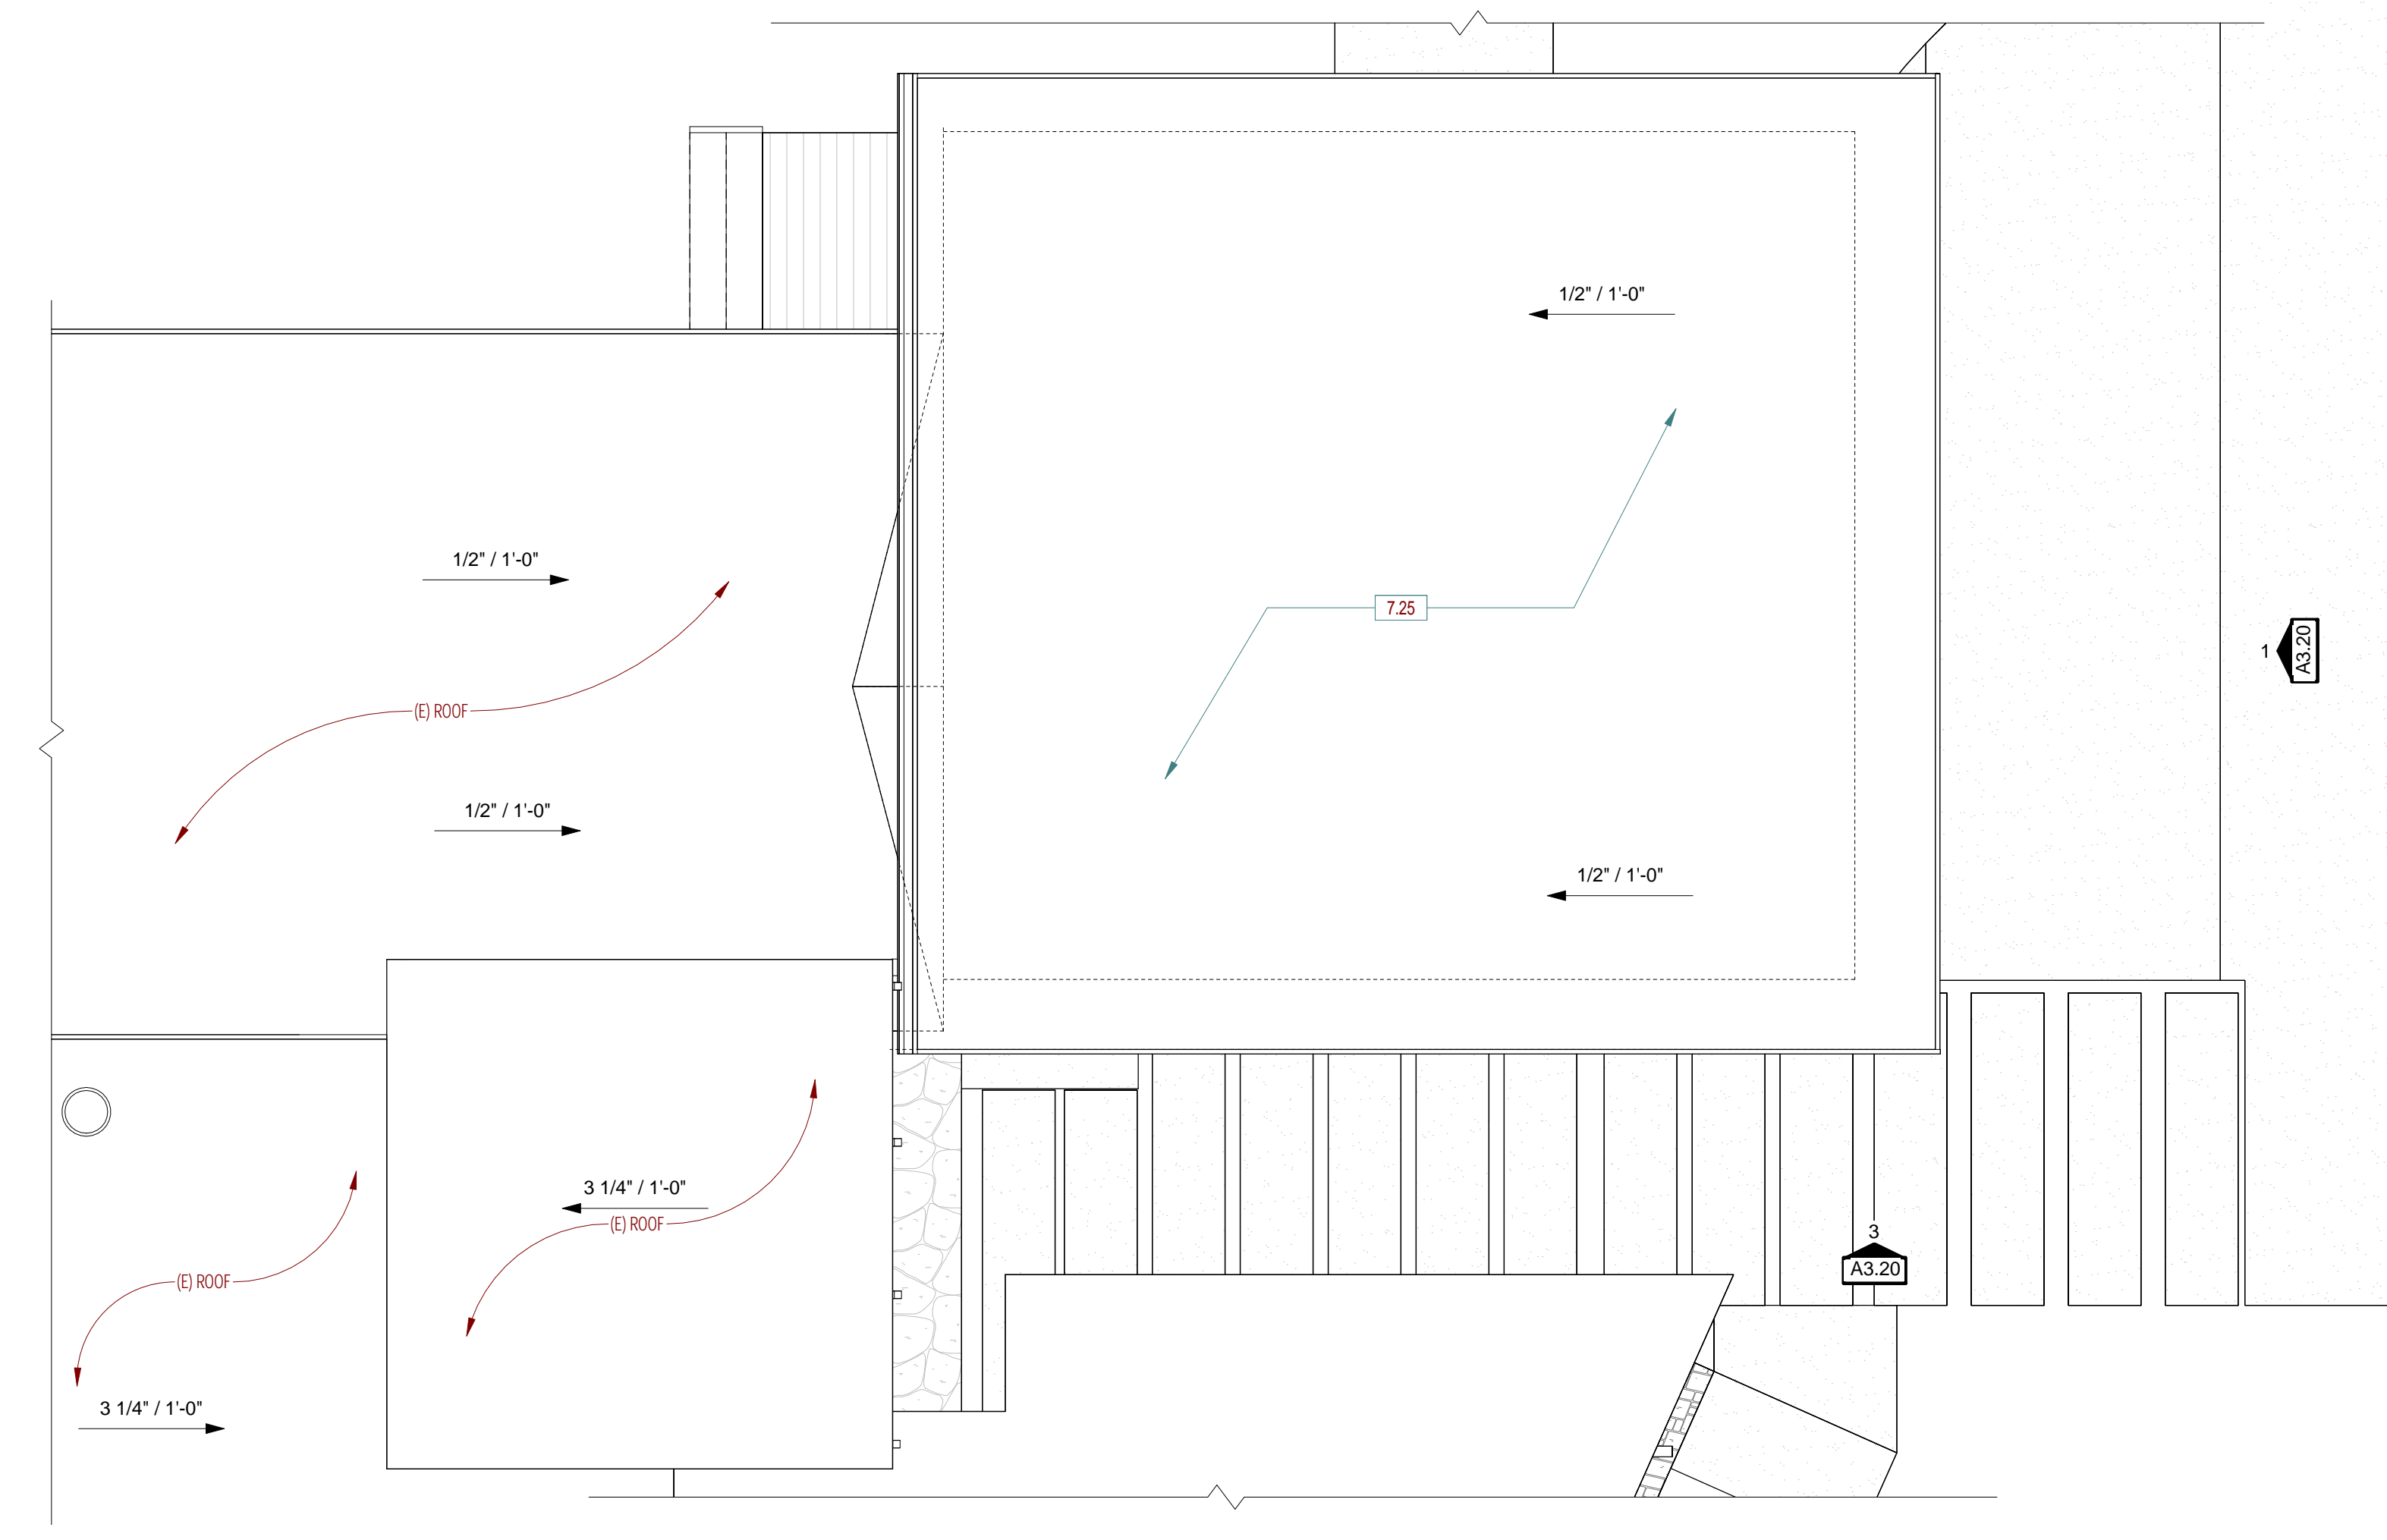 1/2" / 1'-0"
1/2" / 1'-0"
7.25
1
A3.20
(E) ROOF
1/2" / 1'-0"
1/2" / 1'-0"
3 1/4" / 1'-0"
(E) ROOF
3
A3.20
(E) ROOF
3 1/4" / 1'-0"